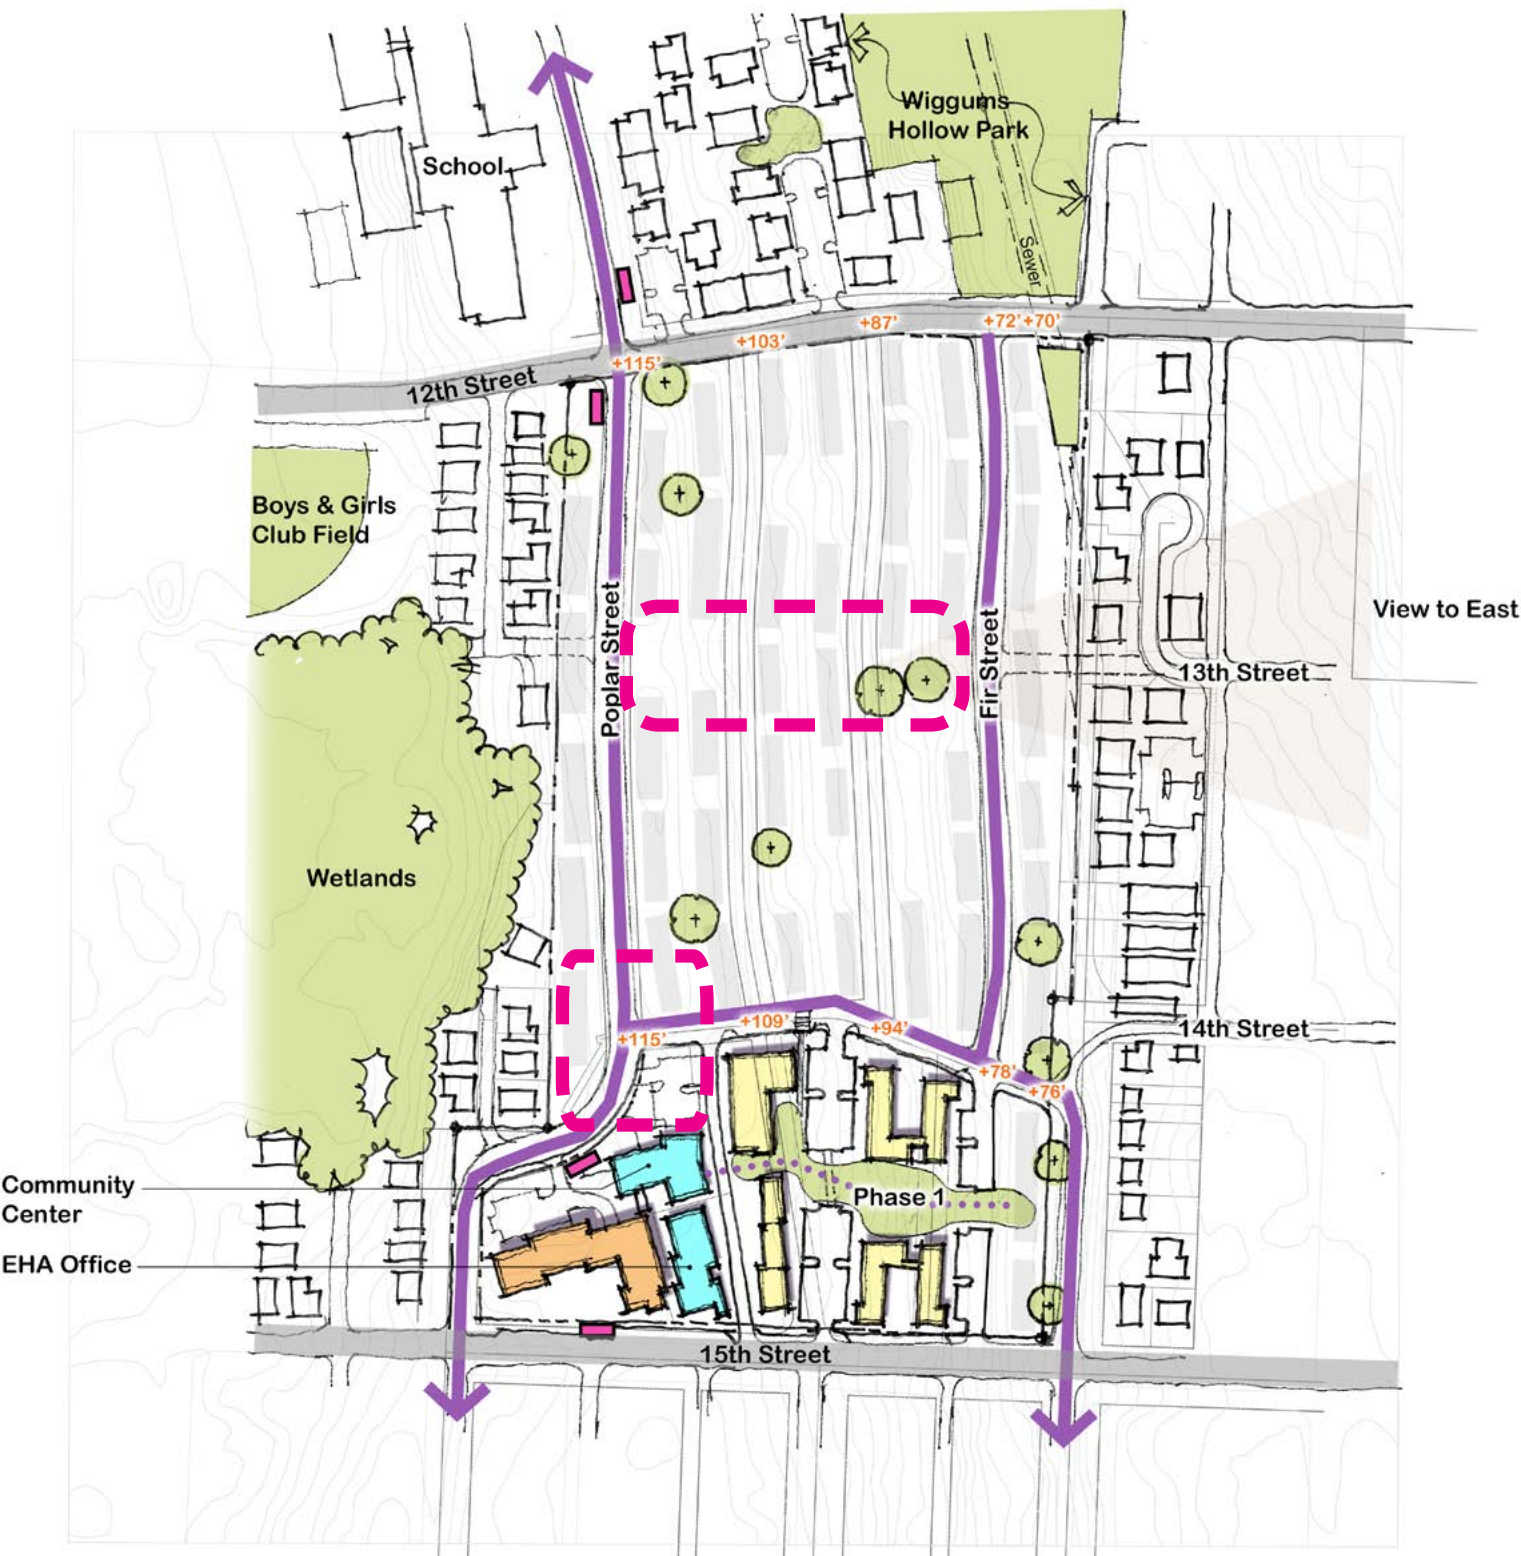 Wiggums
Hollow Park
School
Sewer
+72' +70'
+87'
+103'
+115'
12th Street
Boys & Girls
Club Field
Poplar Street
Fir Street
View to East
13th Street
Wetlands
+109'
+94'
+115'
14th Street
+78'
+76'
Community
Center
Phase 1
EHA Office
15th Street